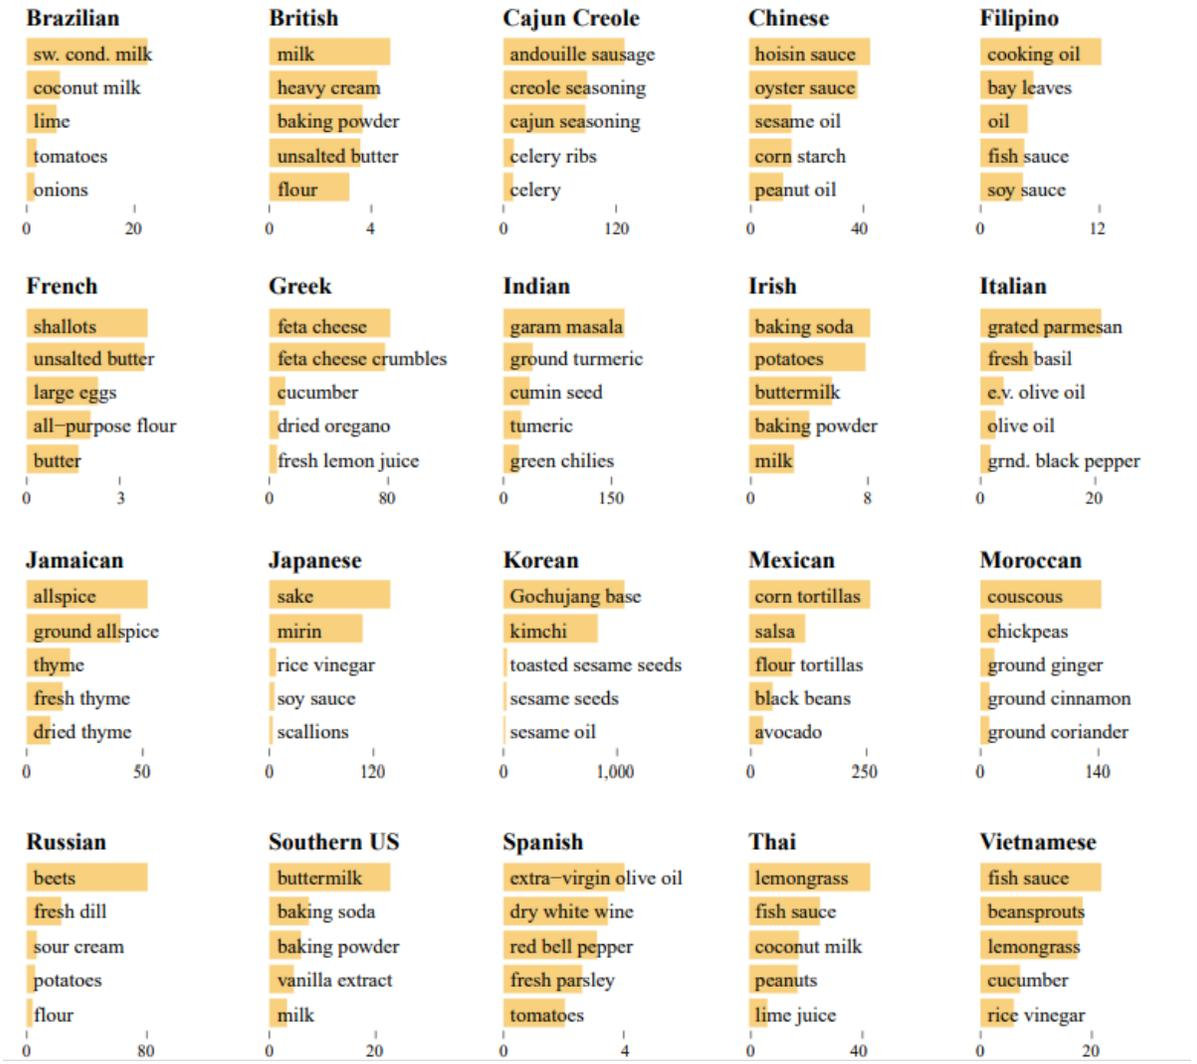 Brazilian
sw. cond. milk
coconut milk
lime
tomatoes
onions
0 20
British
milk
heavy cream
baking powder
unsalted butter
flour
0 4
Cajun Creole
andouille sausage
creole seasoning
cajun seasoning
celery ribs
celery
0 120
Chinese
hoisin sauce
oyster sauce
sesame oil
corn starch
peanut oil
0 40
Filipino
cooking oil
bay leaves
oil
fish sauce
soy sauce
0 12
French
shallots
unsalted butter
large eggs
all−purpose flour
butter
0 3
Greek
feta cheese
feta cheese crumbles
cucumber
dried oregano
fresh lemon juice
0 80
Indian
garam masala
ground turmeric
cumin seed
tumeric
green chilies
0 150
Irish
baking soda
potatoes
buttermilk
baking powder
milk
0 8
Italian
grated parmesan
fresh basil
e.v. olive oil
olive oil
grnd. black pepper
0 20
Jamaican
allspice
ground allspice
thyme
fresh thyme
dried thyme
0 50
Japanese
sake
mirin
rice vinegar
soy sauce
scallions
0 120
Korean
Gochujang base
kimchi
toasted sesame seeds
sesame seeds
sesame oil
0 1,000
Mexican
corn tortillas
salsa
flour tortillas
black beans
avocado
0 250
Moroccan
couscous
chickpeas
ground ginger
ground cinnamon
ground coriander
0 140
Russian
beets
fresh dill
sour cream
potatoes
flour
0 80
Southern US
buttermilk
baking soda
baking powder
vanilla extract
milk
0 20
Spanish
extra−virgin olive oil
dry white wine
red bell pepper
fresh parsley
tomatoes
0 4
Thai
lemongrass
fish sauce
coconut milk
peanuts
lime juice
0 40
Vietnamese
fish sauce
beansprouts
lemongrass
cucumber
rice vinegar
0 20